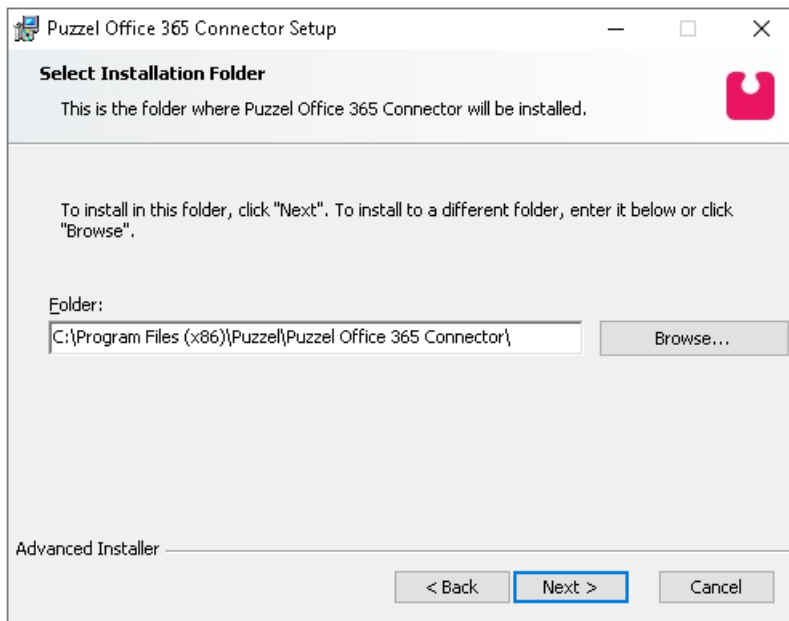 Puzzel Office 365 Connector Setup
Select Installation Folder
This is the folder where Puzzel Office 365 Connector will be installed.
To install in this folder, click "Next". To install to a different folder, enter it below or click
"Browse".
Folder:
C:\Program Files (x86)\Puzzel\Puzzel Office 365 Connector\
Browse...
Advanced Installer
< Back
Next >
Cancel